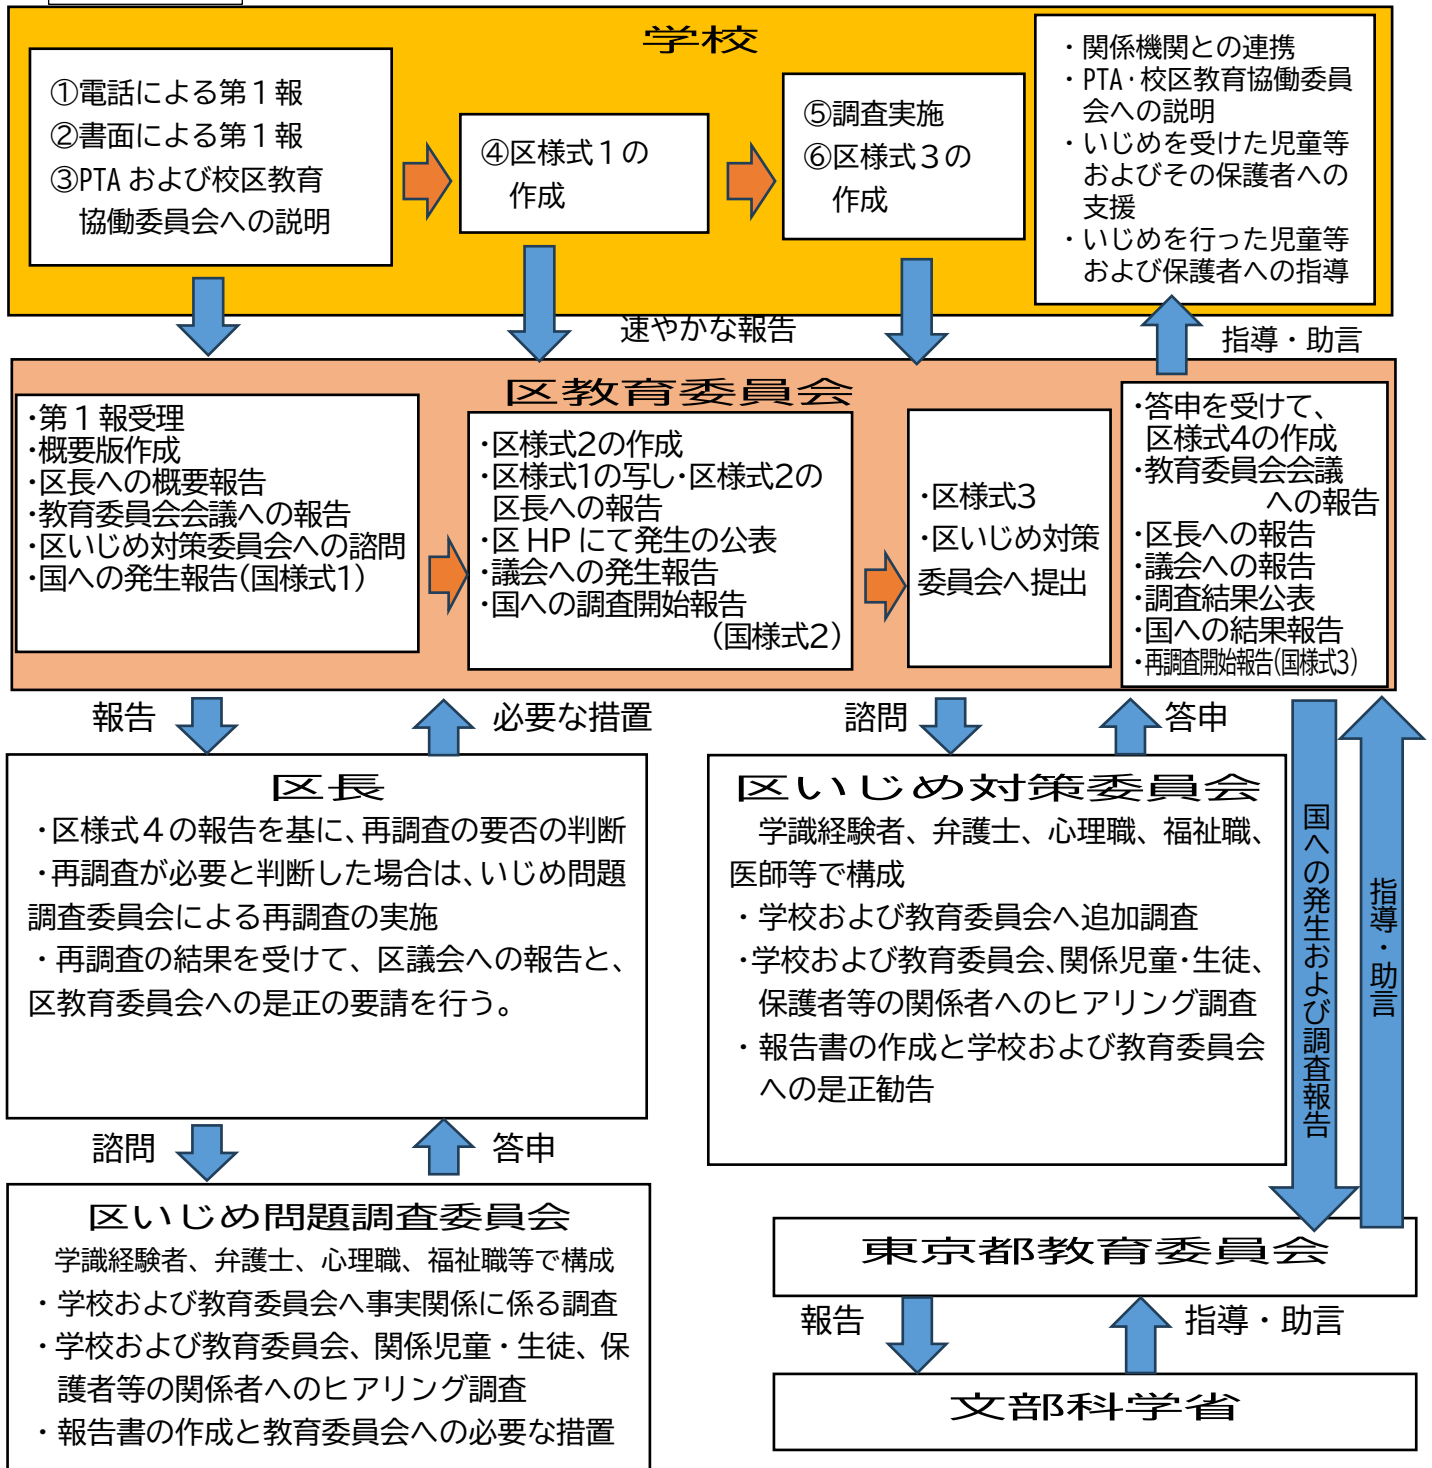 学校
①電話による第1報
②書面による第1報
③PTA および校区教育
協働委員会への説明
④区様式1の
作成
⑤調査実施
⑥区様式3の
作成
・関係機関との連携
・PTA・校区教育協働委員
会への説明
・いじめを受けた児童等
およびその保護者への
支援
・いじめを行った児童等
および保護者への指導
速やかな報告
指導・助言
区教育委員会
・第1報受理
・概要版作成
・区長への概要報告
・教育委員会会議への報告
・区いじめ対策委員会への諮問
・国への発生報告(国様式1)
・区様式2の作成
・区様式1の写し・区様式2の
区長への報告
・区 HP にて発生の公表
・議会への発生報告
・国への調査開始報告
(国様式2)
・区様式3
・区いじめ対策
委員会へ提出
・答申を受けて、
区様式4の作成
・教育委員会会議
への報告
・区長への報告
・議会への報告
・調査結果公表
・国への結果報告
・再調査開始報告(国様式3)
報告
必要な措置
諮問
答申
区長
・区様式4の報告を基に、再調査の要否の判断
・再調査が必要と判断した場合は、いじめ問題
調査委員会による再調査の実施
・再調査の結果を受けて、区議会への報告と、
区教育委員会への是正の要請を行う。
区いじめ対策委員会
学識経験者、弁護士、心理職、福祉職、
医師等で構成
・学校および教育委員会へ追加調査
・学校および教育委員会、関係児童・生徒、
保護者等の関係者へのヒアリング調査
・報告書の作成と学校および教育委員会
への是正勧告
国への発生および調査報告
指導・助言
諮問
答申
区いじめ問題調査委員会
学識経験者、弁護士、心理職、福祉職等で構成
・学校および教育委員会へ事実関係に係る調査
・学校および教育委員会、関係児童・生徒、保
護者等の関係者へのヒアリング調査
・報告書の作成と教育委員会への必要な措置
東京都教育委員会
報告
指導・助言
文部科学省